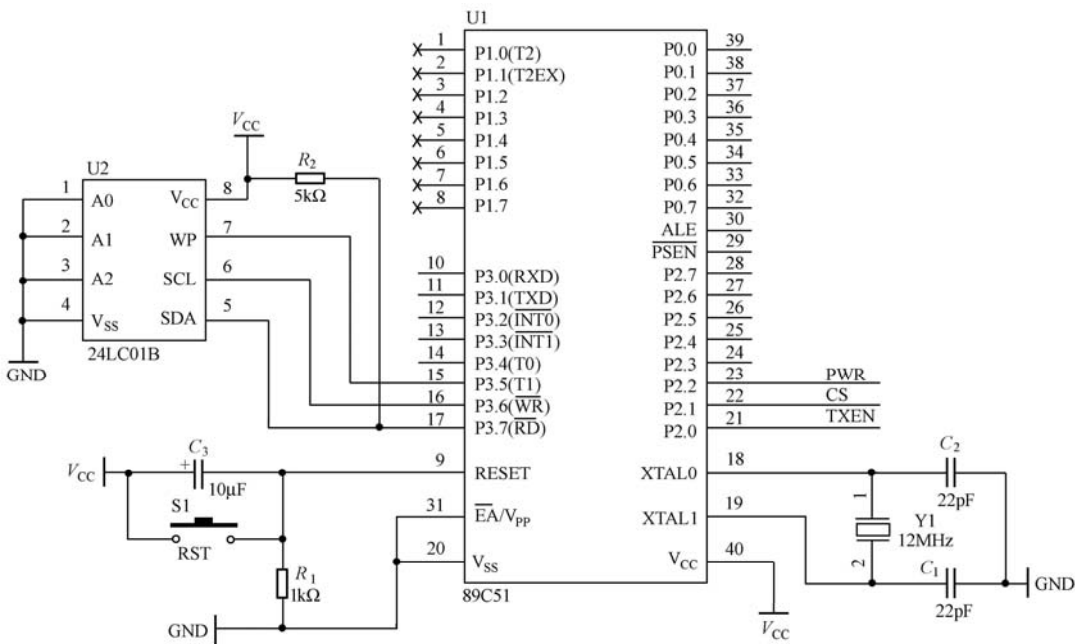 U1
1 P1.0(T2) P0.0 39
2 P1.1(T2EX) P0.1 38
3 P1.2 P0.2 37
4 P1.3 P0.3 36
5 P1.4 P0.4 35
6 P1.5 P0.5 34
7 P1.6 P0.6 33
8 P1.7 P0.7 32
ALE 30
PSEN 29
10 P3.0(RXD) P2.7 28
11 P3.1(TXD) P2.6 27
12 P3.2(INT0) P2.5 26
13 P3.3(INT1) P2.4 25
14 P3.4(T0) P2.3 24
15 P3.5(T1) P2.2 23 PWR
16 P3.6(WR) P2.1 22 CS
17 P3.7(RD) P2.0 21 TXEN
9 RESET XTAL0 18
31 EA/VPP XTAL1 19
20 VSS VCC 40
89C51
VCC
U2
R2
5kΩ
1 A0 VCC 8
2 A1 WP 7
3 A2 SCL 6
4 VSS SDA 5
24LC01B
GND
VCC
+
C3
10μF
S1
RST
R1
1kΩ
GND
C2
22pF
1
Y1
12MHz
2
C1
22pF
GND
VCC